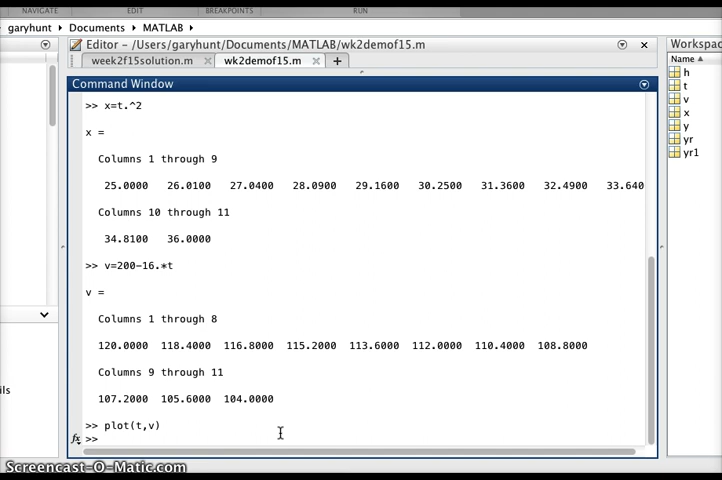 NAVIGATE EDIT BREAKPOINTS RUN
garyhunt Documents MATLAB
Editor - /Users/garyhunt/Documents/MATLAB/wk2demof15.m
week2f15solution.m wk2demof15.m
Command Window
>> x=t.^2
x =
Columns 1 through 9
25.0000 26.0100 27.0400 28.0900 29.1600 30.2500 31.3600 32.4900 33.640
Columns 10 through 11
34.8100 36.0000
>> v=200-16.*t
v =
Columns 1 through 8
120.0000 118.4000 116.8000 115.2000 113.6000 112.0000 110.4000 108.8000
Columns 9 through 11
107.2000 105.6000 104.0000
>> plot(t,v)
fx >>
Workspac
Name
h
t
v
x
y
yr
yr1
ils
Screencast-O-Matic.com